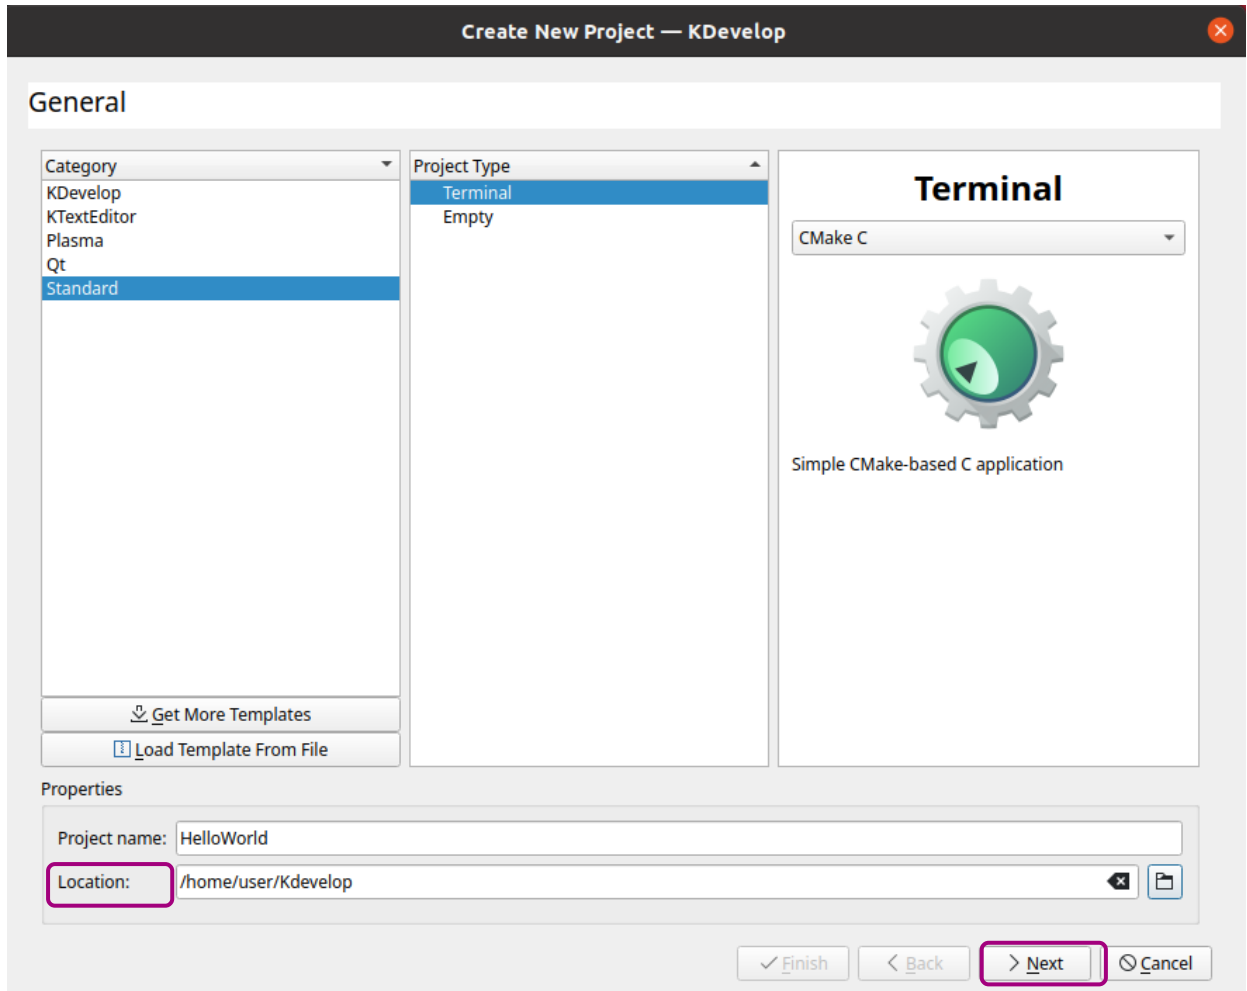 Create New Project — KDevelop
General
Category
KDevelop
KTextEditor
Plasma
Qt
Standard
Get More Templates
Load Template From File
Project Type
Terminal
Empty
Terminal
CMake C
Simple CMake-based C application
Properties
Project name: HelloWorld
Location: /home/user/Kdevelop
Finish Back Next Cancel